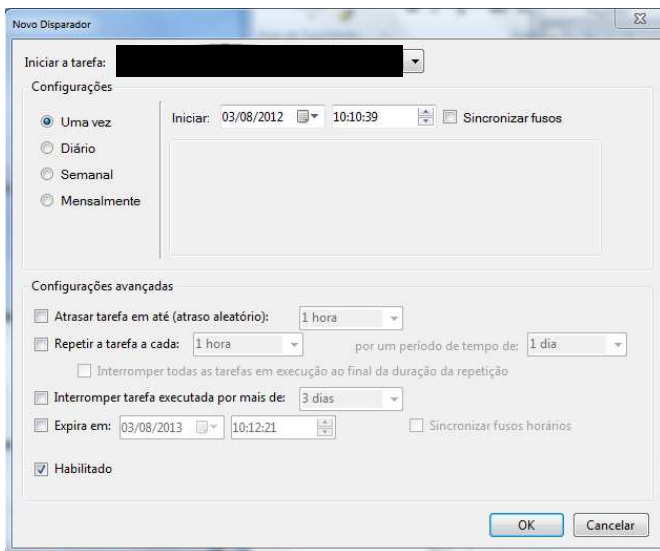 Novo Disparador
Iniciar a tarefa:
Configurações
Uma vez
Diário
Semanal
Mensalmente
Iniciar: 03/08/2012 10:10:39 Sincronizar fusos
Configurações avançadas
Atrasar tarefa em até (atraso aleatório): 1 hora
Repetir a tarefa a cada: 1 hora por um período de tempo de: 1 dia
Interromper todas as tarefas em execução ao final da duração da repetição
Interromper tarefa executada por mais de: 3 dias
Expira em: 03/08/2013 10:12:21 Sincronizar fusos horários
Habilitado
OK Cancelar